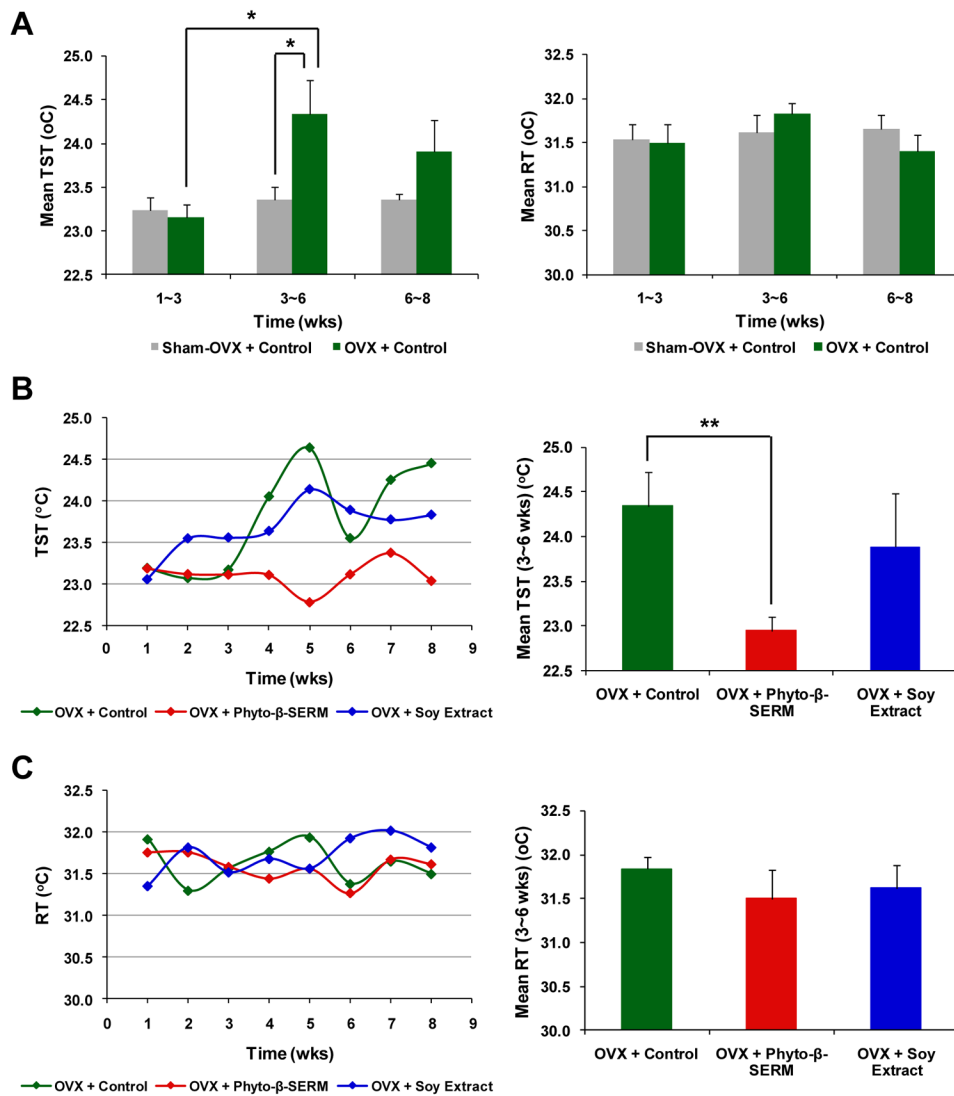 A
*
*
25.0
24.5
24.0
23.5
23.0
22.5
Mean TST (oC)
1~3 3~6 6~8
Time (wks)
Sham-OVX + Control OVX + Control
32.5
32.0
31.5
31.0
30.5
30.0
Mean RT (oC)
1~3 3~6 6~8
Time (wks)
Sham-OVX + Control OVX + Control
B
25.0
24.5
24.0
23.5
23.0
22.5
TST (°C)
0 1 2 3 4 5 6 7 8 9
Time (wks)
OVX + Control OVX + Phyto-β-SERM OVX + Soy Extract
**
25.0
24.5
24.0
23.5
23.0
22.5
Mean TST (3~6 wks) (°C)
OVX + Control OVX + Phyto-β- OVX + Soy
SERM Extract
C
32.5
32.0
31.5
31.0
30.5
30.0
RT (°C)
0 1 2 3 4 5 6 7 8 9
Time (wks)
OVX + Control OVX + Phyto-β-SERM OVX + Soy Extract
32.5
32.0
31.5
31.0
30.5
30.0
Mean RT (3~6 wks) (oC)
OVX + Control OVX + Phyto-β- OVX + Soy
SERM Extract